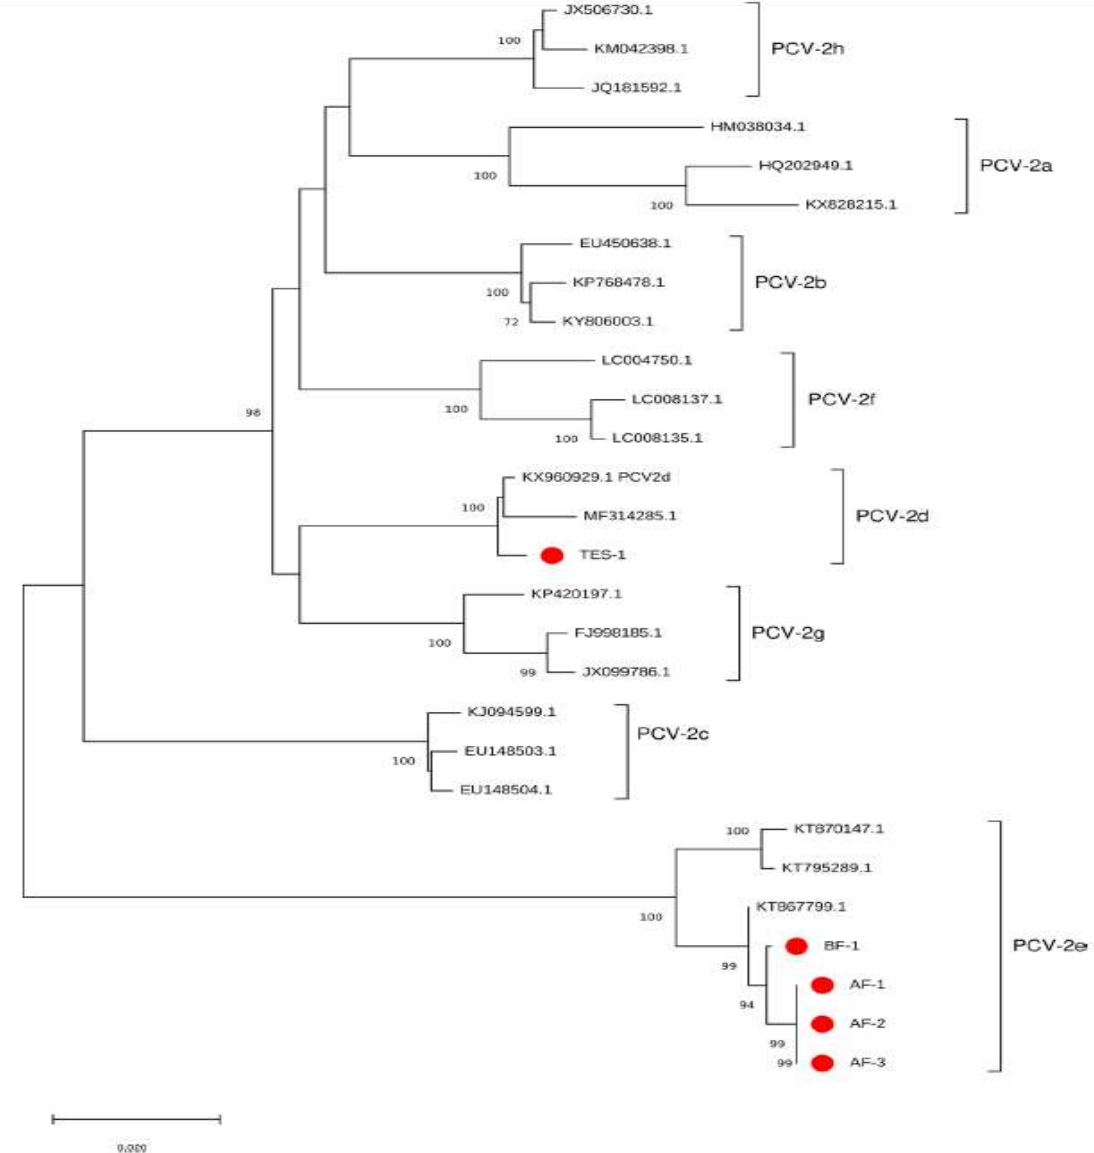 JX506730.1
100
KM042398.1
PCV-2h
JQ181592.1
HM038034.1
HQ202949.1
PCV-2a
100
100
KX828215.1
EU450638.1
KP768478.1
PCV-2b
100
72
KY806003.1
LC004750.1
LC008137.1
PCV-2f
100
98
100
LC008135.1
KX960929.1 PCV2d
100
MF314285.1
PCV-2d
TES-1
KP420197.1
FJ998185.1
PCV-2g
100
99
JX099786.1
KJ094599.1
PCV-2c
EU148503.1
100
EU148504.1
100
KT870147.1
KT795289.1
KT867799.1
100
BF-1
PCV-2e
99
AF-1
94
AF-2
99
99
AF-3